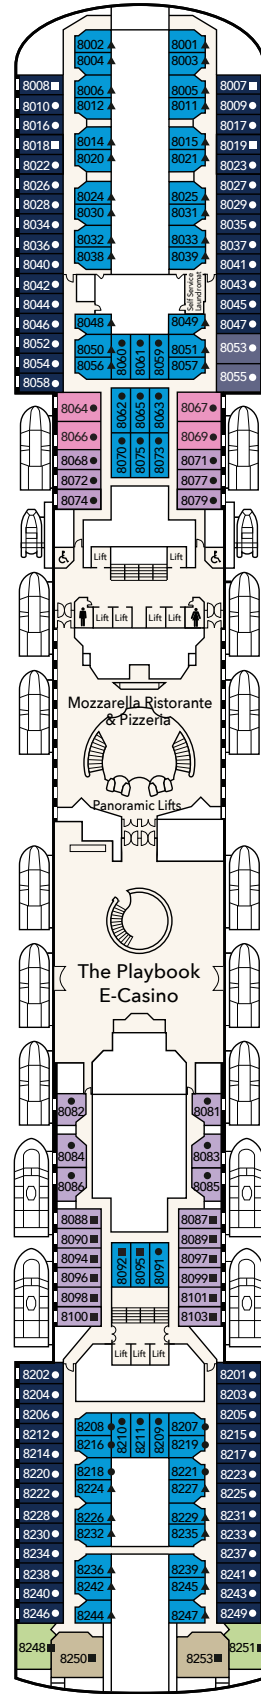 8002 8001
8004 8003
8008 8006 8005 8007
8010 8012 8011 8009
8016 8017
8018 8014 8015 8019
8022 8020 8021 8023
8026 8024 8025 8027
8028 8030 8031 8029
8034 8035
8036 8032 8033 8037
8040 8038 8039 8041
Self Service
Laundromat
8042 8043
8044 8045
8046 8048 8049 8047
8052 8050 8060 8061 8059 8051 8053
8054 8056 8057 8055
8058
8064 8062 8065 8063 8067
8066 8069
8068 8070 8075 8073 8071
8072 8077
8074 8079
Lift Lift
Lift Lift Lift Lift
Mozzarella Ristorante
& Pizzeria
Panoramic Lifts
The Playbook
E-Casino
8082 8081
8084 8083
8086 8085
8088 8087
8090 8089
8094 8092 8095 8091 8097
8096 8099
8098 8101
8100 8103
Lift Lift Lift
8202 8201
8204 8203
8206 8205
8212 8208 8210 8211 8209 8207 8215
8214 8216 8219 8217
8220 8218 8221 8223
8222 8224 8227 8225
8228 8226 8229 8231
8230 8232 8235 8233
8234 8237
8238 8236 8239 8241
8240 8242 8245 8243
8246 8244 8247 8249
8248 8250 8253 8251